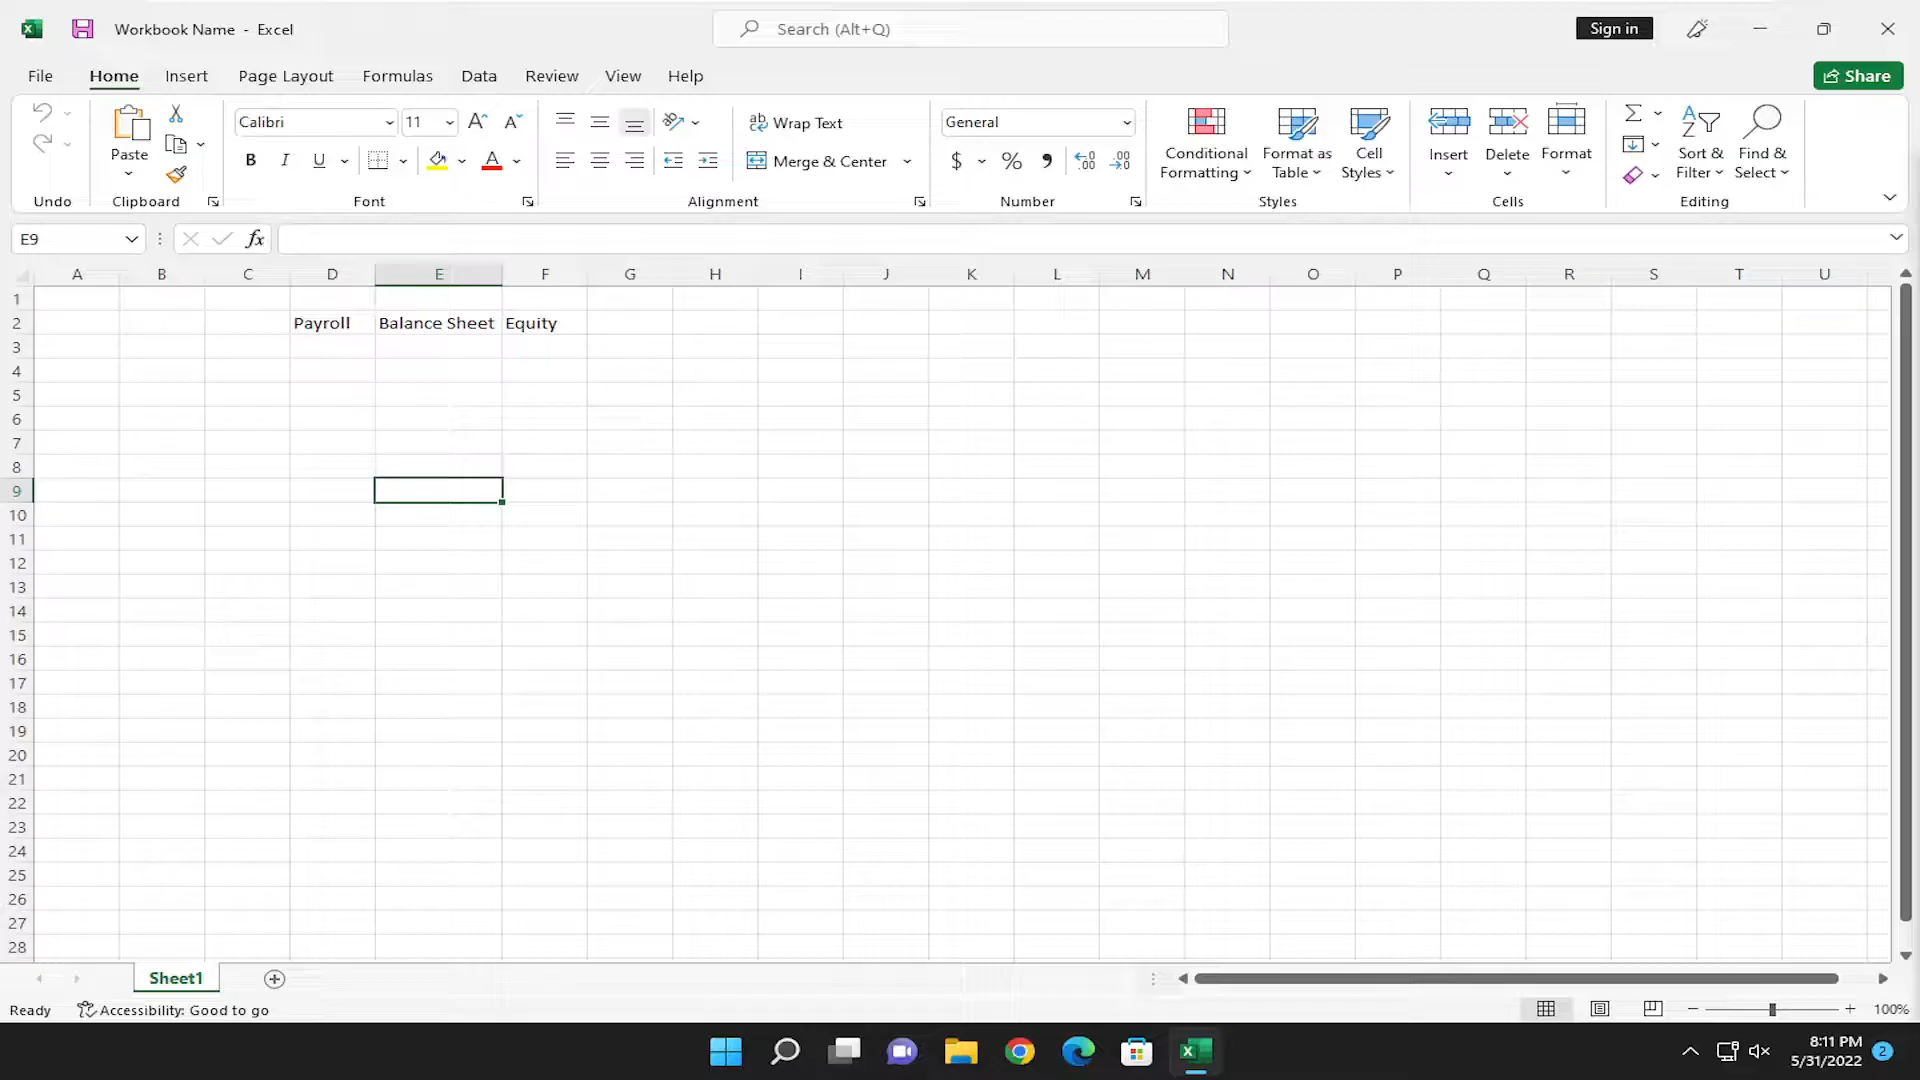 Workbook Name - Excel
Search (Alt+Q)
Sign in
File Home Insert Page Layout Formulas Data Review View Help
Share
Calibri 11
Wrap Text
General
Paste
B I U A
Merge & Center
$ % 9
Conditional Formatting
Format as Table
Cell Styles
Insert
Delete
Format
Sort & Filter
Find & Select
Undo Clipboard Font Alignment Number Styles Cells Editing
E9
fx
A B C D E F G H I J K L M N O P Q R S T U
1
2 Payroll Balance Sheet Equity
3
4
5
6
7
8
9
10
11
12
13
14
15
16
17
18
19
20
21
22
23
24
25
26
27
28
Sheet1
Ready Accessibility: Good to go
100%
8:11 PM
5/31/2022
2